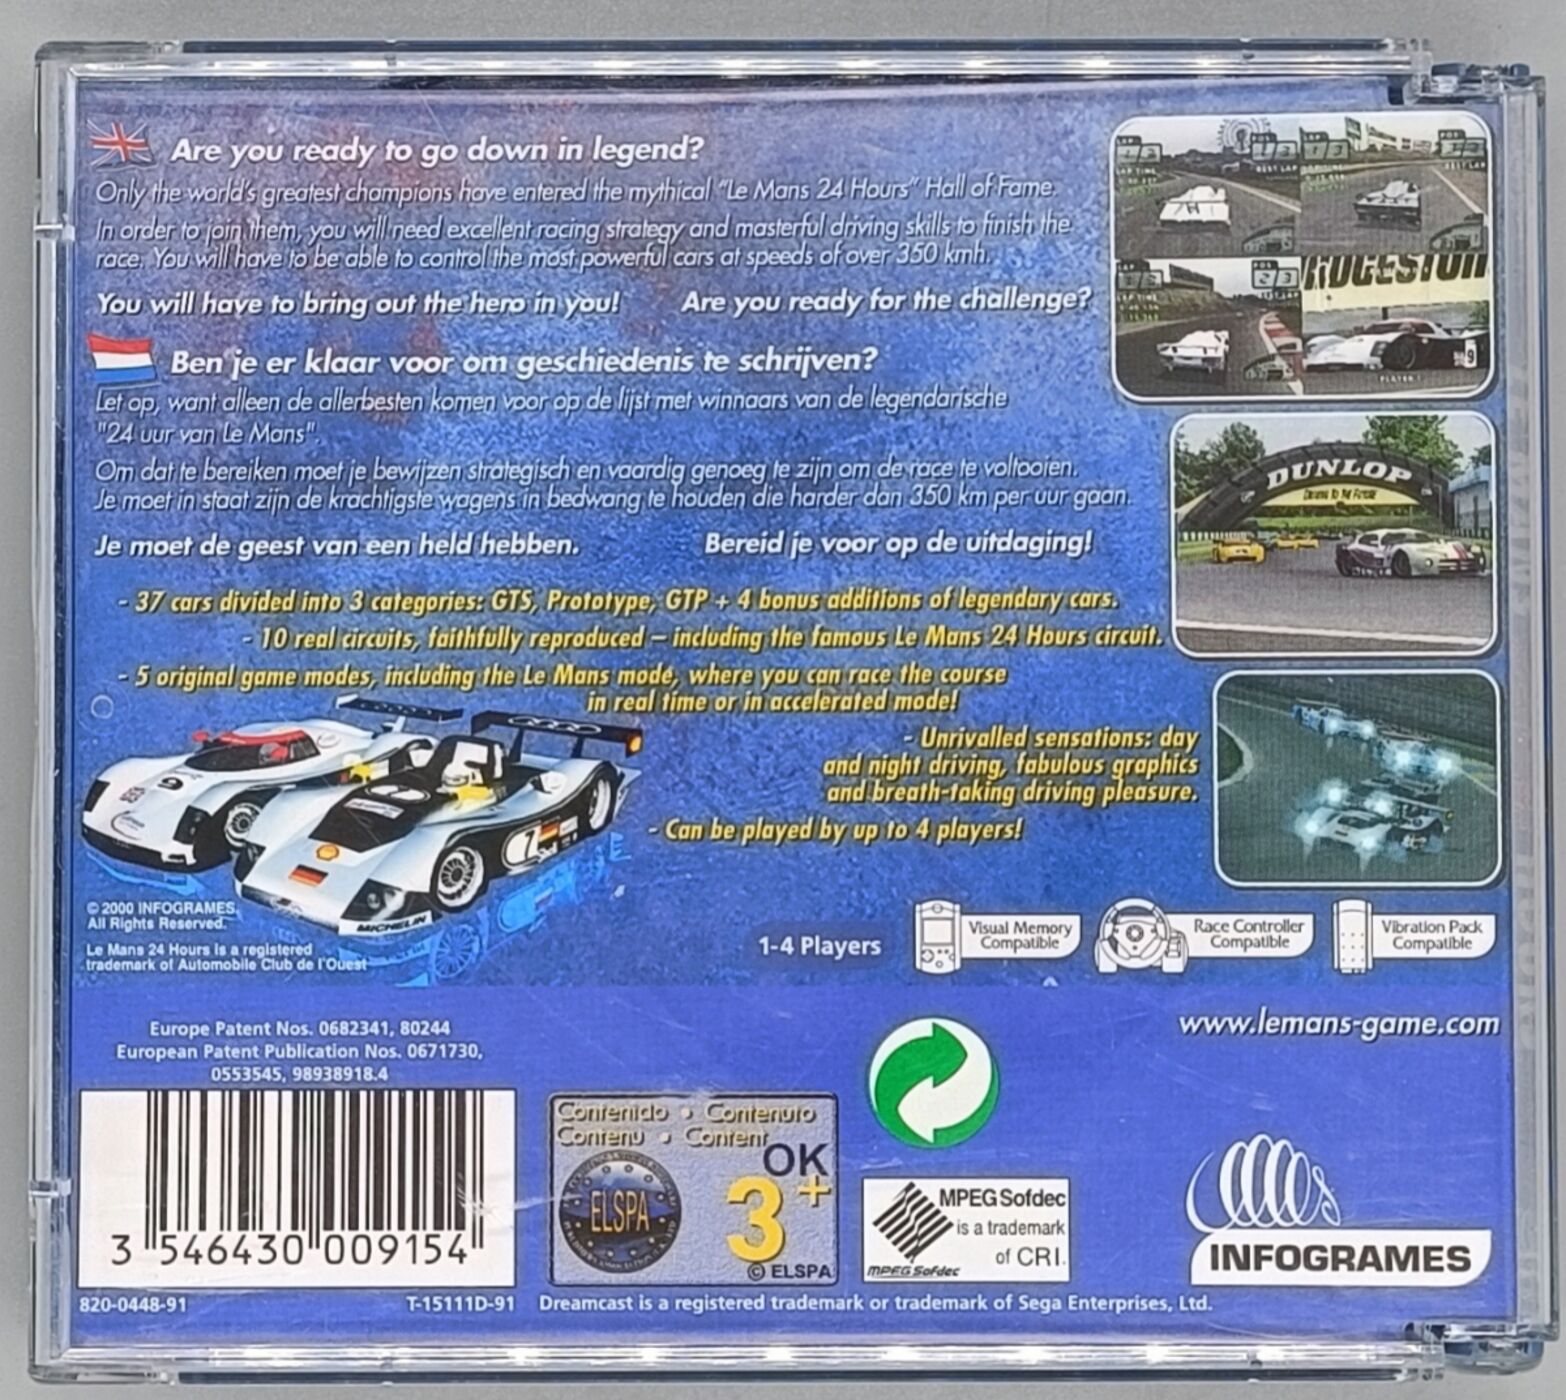 Are you ready to go down in legend?
Only the world's greatest champions have entered the mythical "Le Mans 24 Hours" Hall of Fame.
In order to join them, you will need excellent racing strategy and masterful driving skills to finish the
race. You will have to be able to control the most powerful cars at speeds of over 350 kmh.
You will have to bring out the hero in you! Are you ready for the challenge?
Ben je er klaar voor om geschiedenis te schrijven?
Let op, want alleen de allerbesten komen voor op de lijst met winnaars van de legendarische
"24 uur van Le Mans".
Om dat te bereiken moet je bewijzen strategisch en vaardig genoeg te zijn om de race te voltooien.
Je moet in staat zijn de krachtigste wagens in bedwang te houden die harder dan 350 km per uur gaan.
Je moet de geest van een held hebben. Bereid je voor op de uitdaging!
- 37 cars divided into 3 categories: GTS, Prototype, GTP + 4 bonus additions of legendary cars.
- 10 real circuits, faithfully reproduced – including the famous Le Mans 24 Hours circuit.
- 5 original game modes, including the Le Mans mode, where you can race the course
in real time or in accelerated mode!
- Unrivalled sensations: day
and night driving, fabulous graphics
and breath-taking driving pleasure.
- Can be played by up to 4 players!
DUNLOP
7
MICHELIN
© 2000 INFOGRAMES.
All Rights Reserved.
Le Mans 24 Hours is a registered
trademark of Automobile Club de l'Ouest
1-4 Players
Visual Memory
Compatible
Race Controller
Compatible
Vibration Pack
Compatible
Europe Patent Nos. 0682341, 80244
European Patent Publication Nos. 0671730,
0553545, 98938918.4
www.lemans-game.com
3 546430 009154
Contenido • Contenuto
Contenu • Content
OK
ELSPA
3+
© ELSPA
MPEG Sofdec
is a trademark
of CRI.
MPEG Sofdec
INFOGRAMES
820-0448-91
T-15111D-91
Dreamcast is a registered trademark or trademark of Sega Enterprises, Ltd.